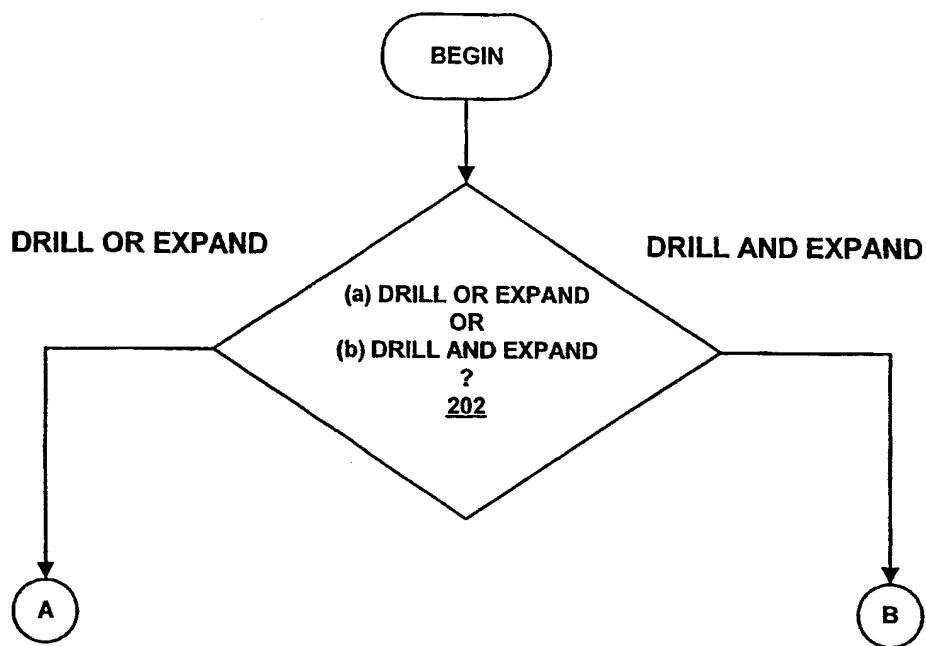 BEGIN
DRILL OR EXPAND
DRILL AND EXPAND
(a) DRILL OR EXPAND
OR
(b) DRILL AND EXPAND
?
202
A
B